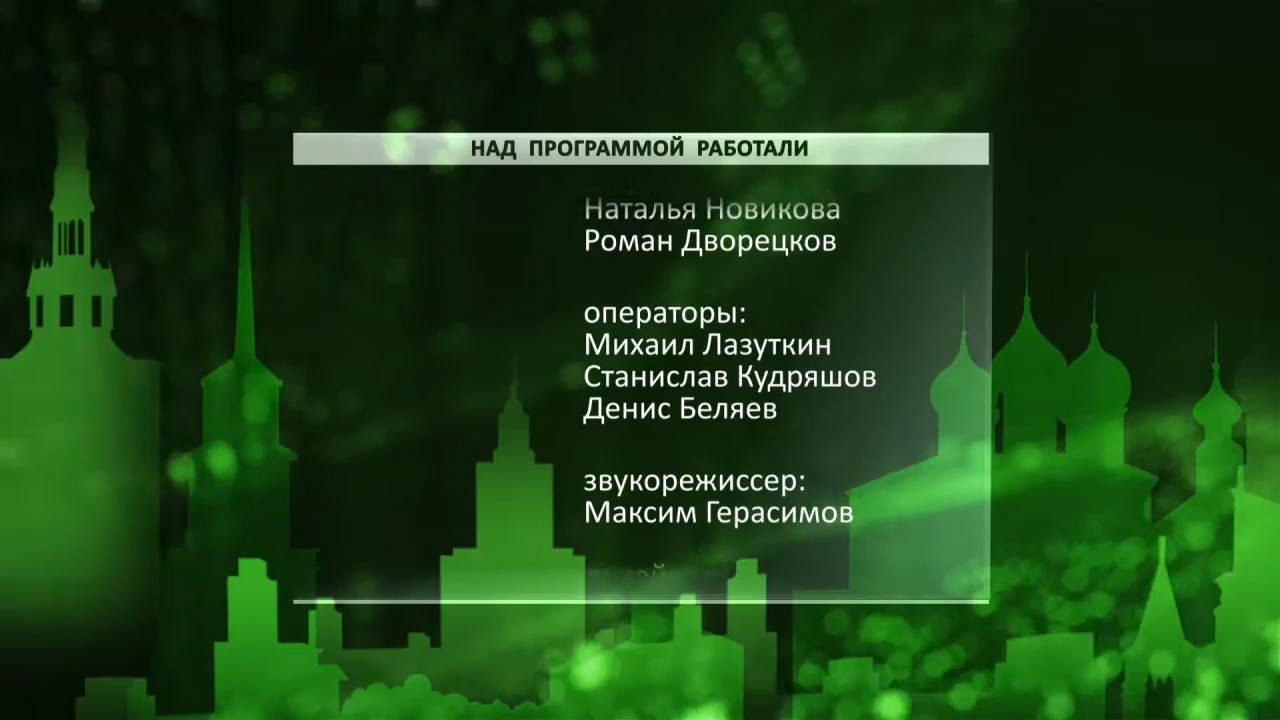 НАД ПРОГРАММОЙ РАБОТАЛИ
Наталья Новикова
Роман Дворецков
операторы:
Михаил Лазуткин
Станислав Кудряшов
Денис Беляев
звукорежиссер:
Максим Герасимов